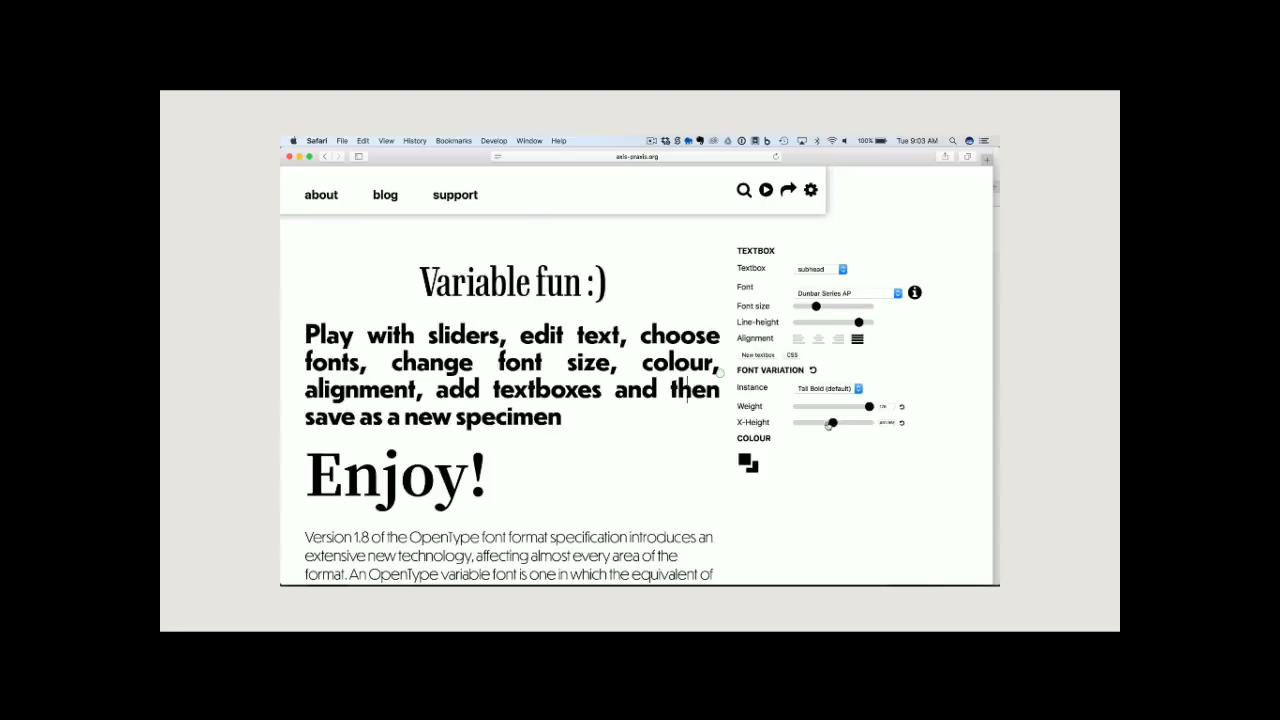 Safari File Edit View History Bookmarks Develop Window Help 100% Tue 9:03 AM
axis-praxis.org
about blog support
TEXTBOX
Textbox subhead
Font Dunbar Series AP
Font size
Line-height
Alignment
New textbox CSS
FONT VARIATION
Instance Tall Bold (default)
Weight
X-Height
COLOUR
Variable fun :)
Play with sliders, edit text, choose
fonts, change font size, colour,
alignment, add textboxes and then
save as a new specimen
Enjoy!
Version 1.8 of the OpenType font format specification introduces an
extensive new technology, affecting almost every area of the
format. An OpenType variable font is one in which the equivalent of